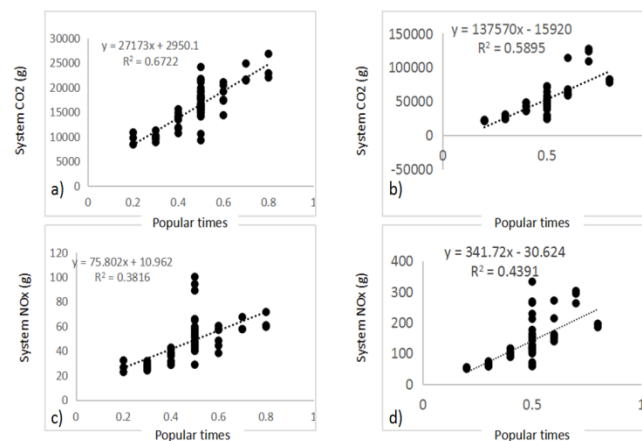 y = 27173x + 2950.1
R² = 0.6722
System CO2 (g)
30000
25000
20000
15000
10000
5000
0
0 0.2 0.4 0.6 0.8 1
a)
Popular times
y = 137570x - 15920
R² = 0.5895
System CO2 (g)
150000
100000
50000
0
-50000
0 0.5 1
b)
Popular times
y = 75.802x + 10.962
R² = 0.3816
System NOx (g)
120
100
80
60
40
20
0
0 0.2 0.4 0.6 0.8 1
c)
Popular times
y = 341.72x - 30.624
R² = 0.4391
System NOx (g)
400
300
200
100
0
0 0.5 1
d)
Popular times